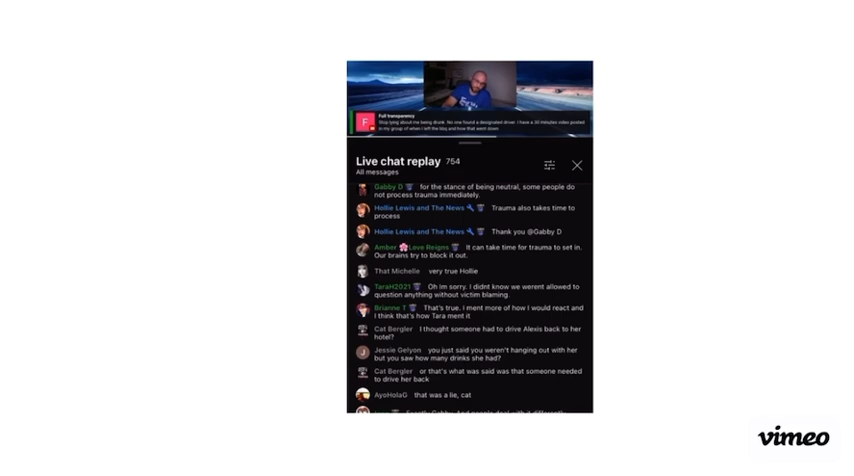 Full transparency
Stop lying about me being drunk. No one found a designated driver. I have a 30 minutes video posted
in my group of when I left the bbq and how that went down
F
Live chat replay 754
All messages
Gabby D for the stance of being neutral, some people do
not process trauma immediately.
Hollie Lewis and The News Trauma also takes time to
process
Hollie Lewis and The News Thank you @Gabby D
Amber Love Reigns It can take time for trauma to set in.
Our brains try to block it out.
That Michelle very true Hollie
TaraH2021 Oh Im sorry. I didnt know we werent allowed to
question anything without victim blaming.
Brianne T That's true. I ment more of how I would react and
I think that's how Tara ment it
Cat Bergler I thought someone had to drive Alexis back to her
hotel?
J
Jessie Gelyon you just said you weren't hanging out with her
but you saw how many drinks she had?
Cat Bergler or that's what was said was that someone needed
to drive her back
AyoHolaG that was a lie, cat
vimeo